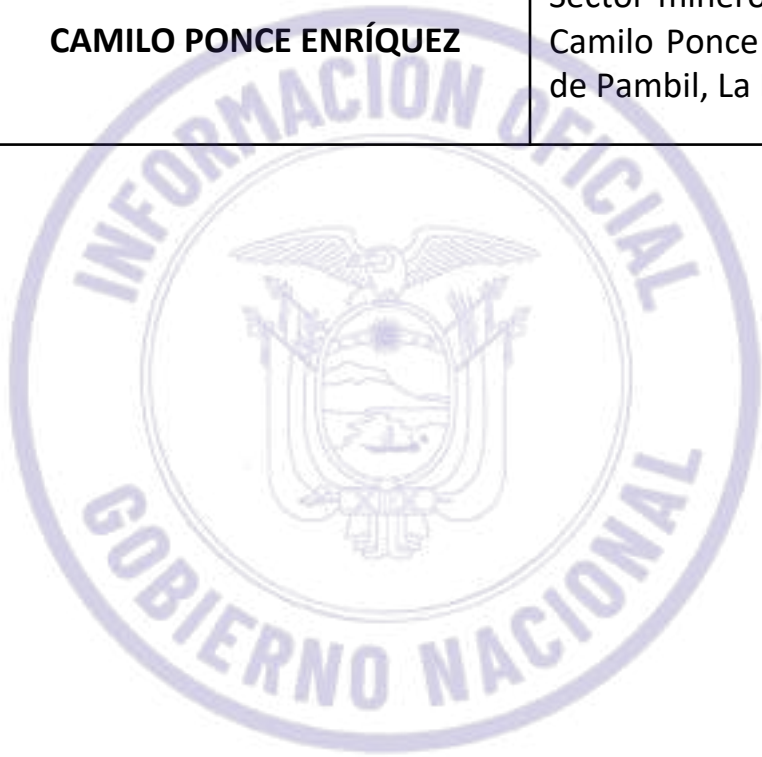 Sector minero
CAMILO PONCE ENRÍQUEZ
Camilo Ponce
de Pambil, La
INFORMACION OFICIAL
GOBIERNO NACIONAL